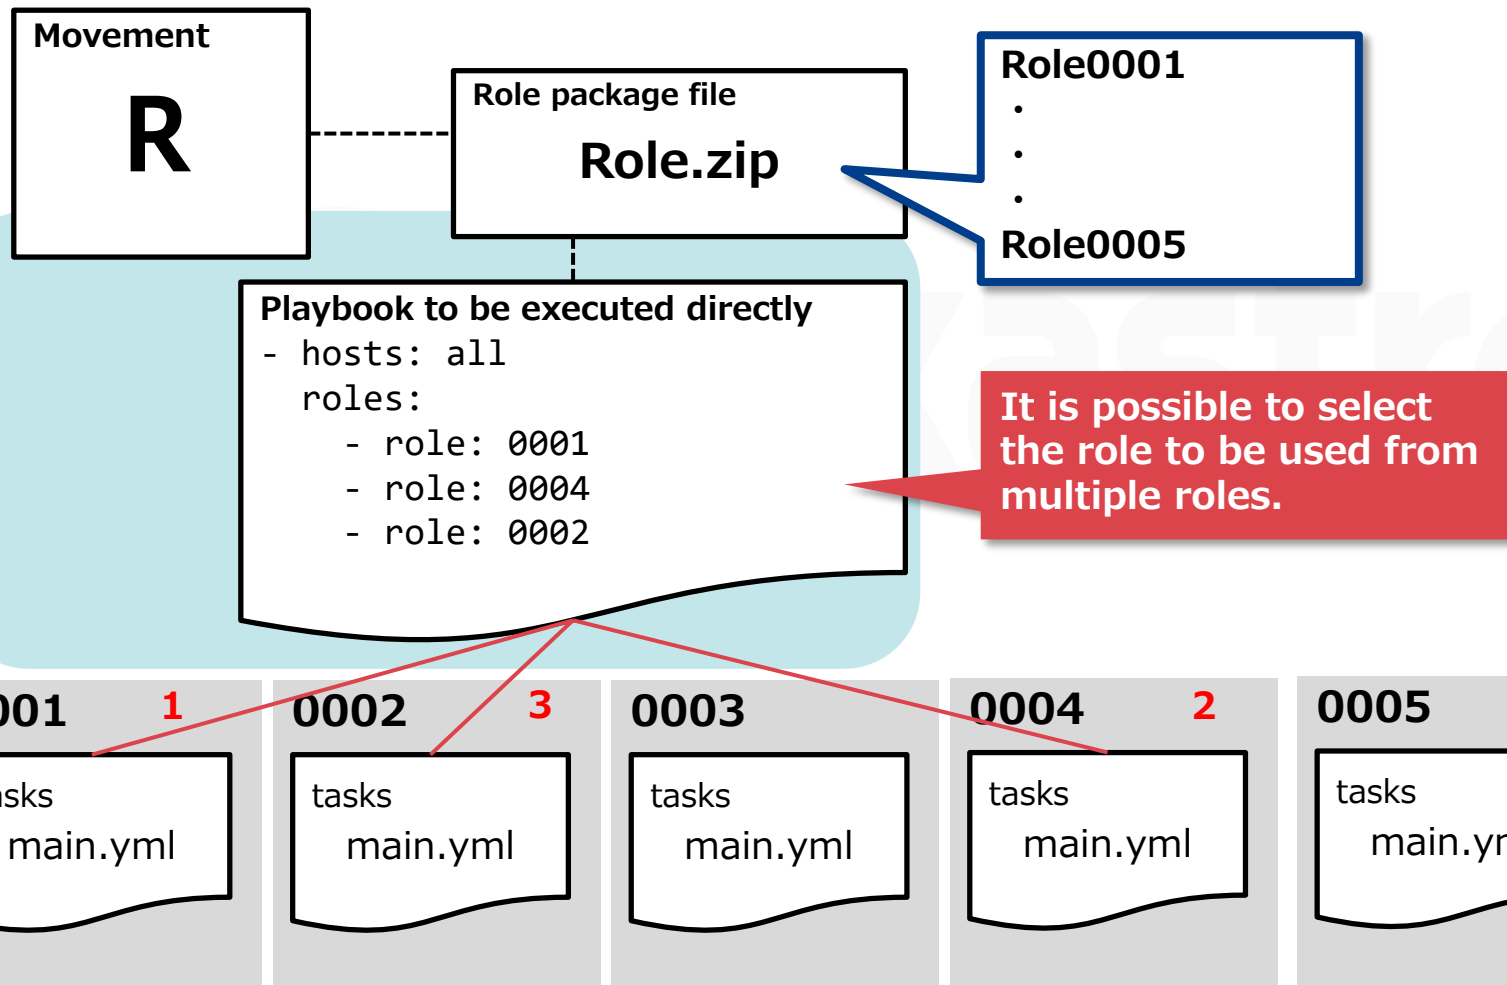 Movement
R
Role package file
Role.zip
Role0001
・
・
・
Role0005
Playbook to be executed directly
- hosts: all
roles:
- role: 0001
- role: 0004
- role: 0002
It is possible to select
the role to be used from
multiple roles.
001 1
tasks
main.yml
0002 3
tasks
main.yml
0003
tasks
main.yml
0004 2
tasks
main.yml
0005
tasks